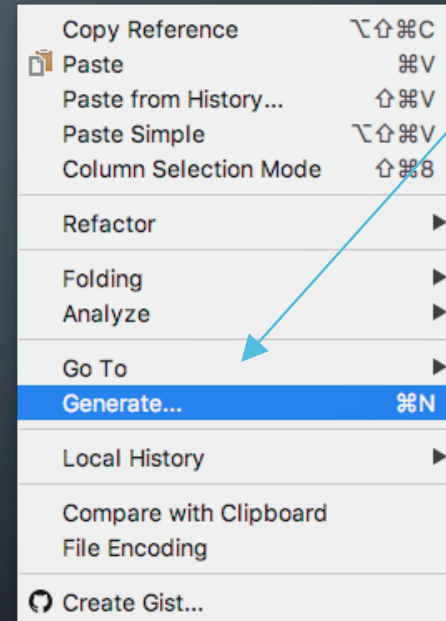 Copy Reference ⌥⇧⌘C
Paste ⌘V
Paste from History... ⇧⌘V
Paste Simple ⌥⇧⌘V
Column Selection Mode ⇧⌘8
Refactor
Folding
Analyze
Go To
Generate... ⌘N
Local History
Compare with Clipboard
File Encoding
Create Gist...